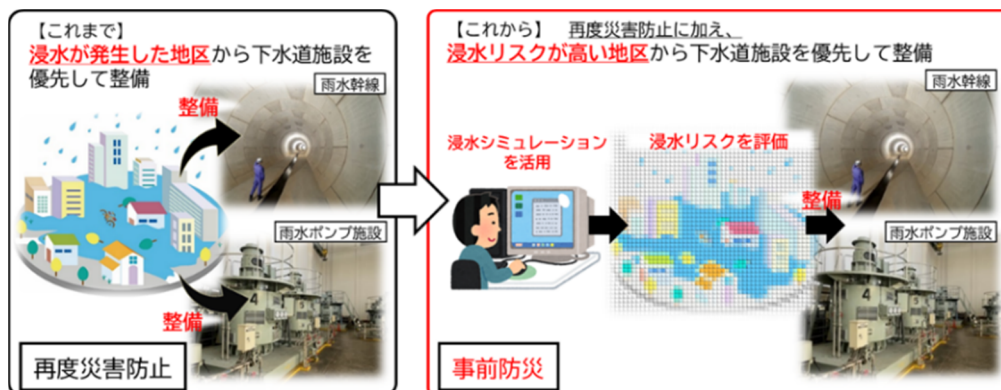 【これまで】
浸水が発生した地区から下水道施設を
優先して整備
雨水幹線
整備
雨水ポンプ施設
整備
4
再度災害防止
【これから】 再度災害防止に加え、
浸水リスクが高い地区から下水道施設を優先して整備
雨水幹線
浸水シミュレーション
を活用
浸水リスクを評価
整備
雨水ポンプ施設
4
事前防災